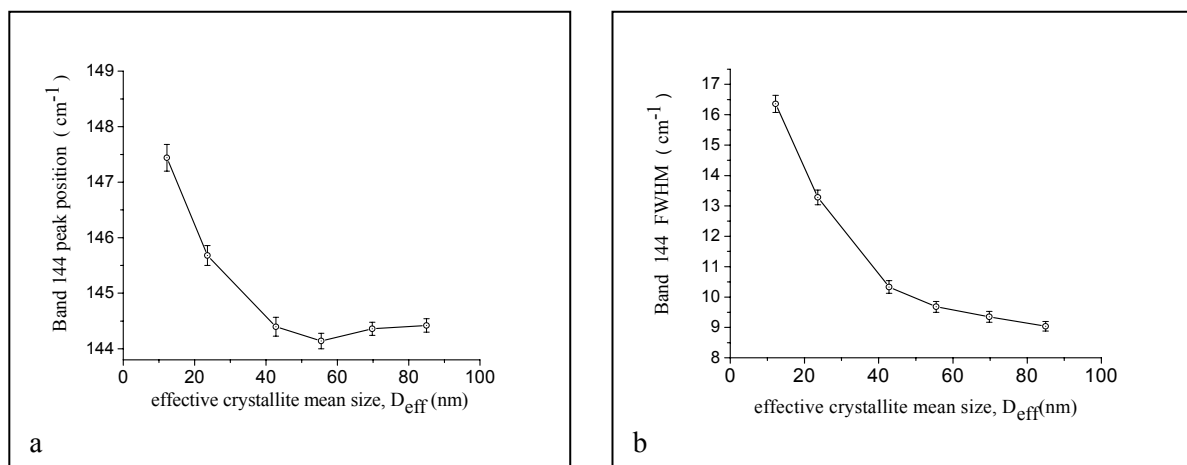 149
148
147
146
145
144
0 20 40 60 80 100
Band 144 peak position ( cm-1 )
effective crystallite mean size, Deff (nm)
a
17
16
15
14
13
12
11
10
9
8
0 20 40 60 80 100
Band 144 FWHM ( cm-1 )
effective crystallite mean size, Deff(nm)
b